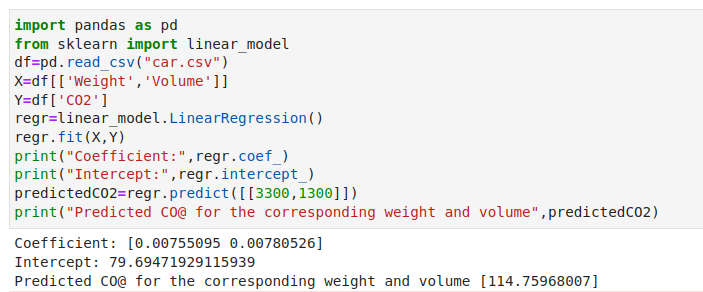 import pandas as pd
from sklearn import linear_model
df=pd.read_csv("car.csv")
X=df[['Weight','Volume']]
Y=df['CO2']
regr=linear_model.LinearRegression()
regr.fit(X,Y)
print("Coefficient:",regr.coef_)
print("Intercept:",regr.intercept_)
predictedCO2=regr.predict([[3300,1300]])
print("Predicted CO@ for the corresponding weight and volume",predictedCO2)
Coefficient: [0.00755095 0.00780526]
Intercept: 79.69471929115939
Predicted CO@ for the corresponding weight and volume [114.75968007]